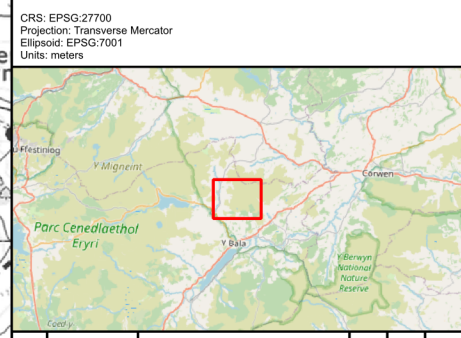 CRS: EPSG:27700
Projection: Transverse Mercator
Ellipsoid: EPSG:7001
Units: meters
u Ffestiniog
Y Migneint
Corwen
Parc Cenedlaethol
Eryri
Y Bala
Y Berwyn
National
Nature
Reserve